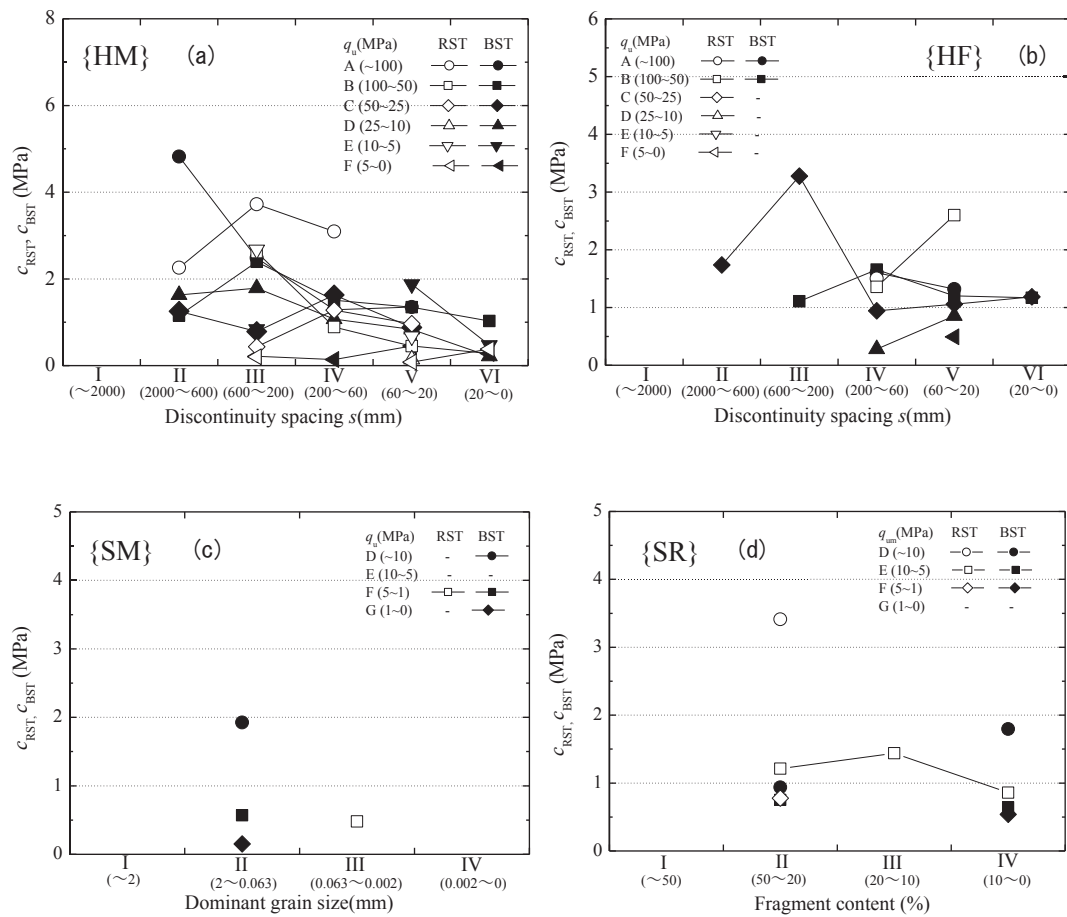 8
6
4
2
0
c_RST, c_BST (MPa)
{HM}
(a)
q_u(MPa) RST BST
A (~100)
B (100~50)
C (50~25)
D (25~10)
E (10~5)
F (5~0)
I II III IV V VI
(～2000) (2000～600) (600～200) (200～60) (60～20) (20～0)
Discontinuity spacing s(mm)
6
5
4
3
2
1
0
c_RST, c_BST (MPa)
q_u(MPa) RST BST
A (~100)
B (100~50)
C (50~25) -
D (25~10) -
E (10~5) -
F (5~0) -
(b)
{HF}
I II III IV V VI
(～2000) (2000～600) (600～200) (200～60) (60～20) (20～0)
Discontinuity spacing s(mm)
5
4
3
2
1
0
c_RST, c_BST (MPa)
{SM}
(c)
q_u(MPa) RST BST
D (~10) -
E (10~5) - -
F (5~1)
G (1~0) -
I II III IV
(～2) (2～0.063) (0.063～0.002) (0.002～0)
Dominant grain size(mm)
5
4
3
2
1
0
c_RST, c_BST (MPa)
{SR}
(d)
q_um(MPa) RST BST
D (~10)
E (10~5)
F (5~1)
G (1~0) - -
I II III IV
(～50) (50～20) (20～10) (10～0)
Fragment content (%)